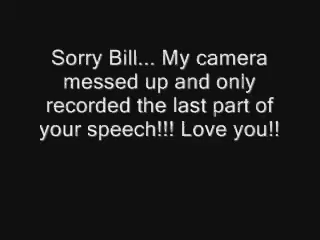 Sorry Bill... My camera
messed up and only
recorded the last part of
your speech!!! Love you!!